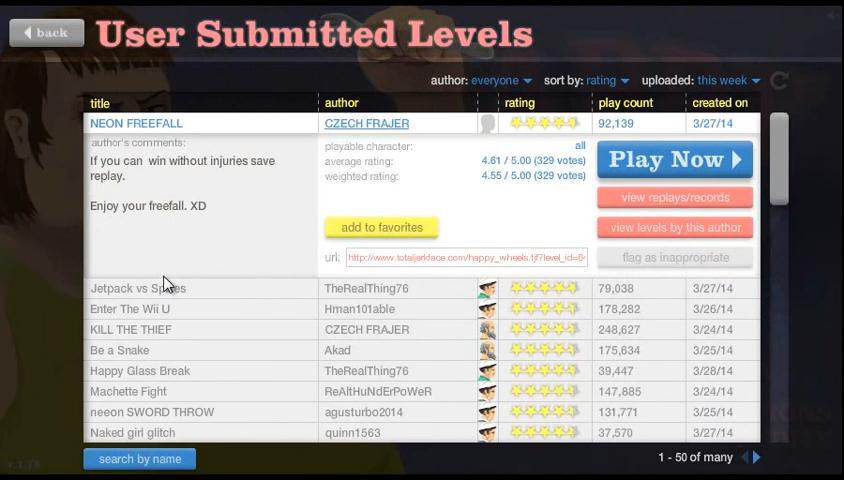 back
User Submitted Levels
author: everyone sort by: rating uploaded: this week
title author rating play count created on
NEON FREEFALL CZECH FRAJER 92,139 3/27/14
author's comments:
If you can win without injuries save
replay.
Enjoy your freefall. XD
playable character: all
average rating: 4.61 / 5.00 (329 votes)
weighted rating: 4.55 / 5.00 (329 votes)
add to favorites
url: http://www.totaljerkface.com/happy_wheels.tjf?level_id=6
Play Now
view replays/records
view levels by this author
flag as inappropriate
Jetpack vs TheRealThing76 79,038 3/27/14
Enter The Wii U Hman101able 178,282 3/26/14
KILL THE THIEF CZECH FRAJER 248,627 3/24/14
Be a Snake Akad 175,634 3/25/14
Happy Glass Break TheRealThing76 39,447 3/28/14
Machette Fight ReAltHuNdErPoWeR 147,885 3/24/14
neeon SWORD THROW agusturbo2014 131,771 3/25/14
Naked girl glitch quinn1563 37,570 3/27/14
search by name
1 - 50 of many